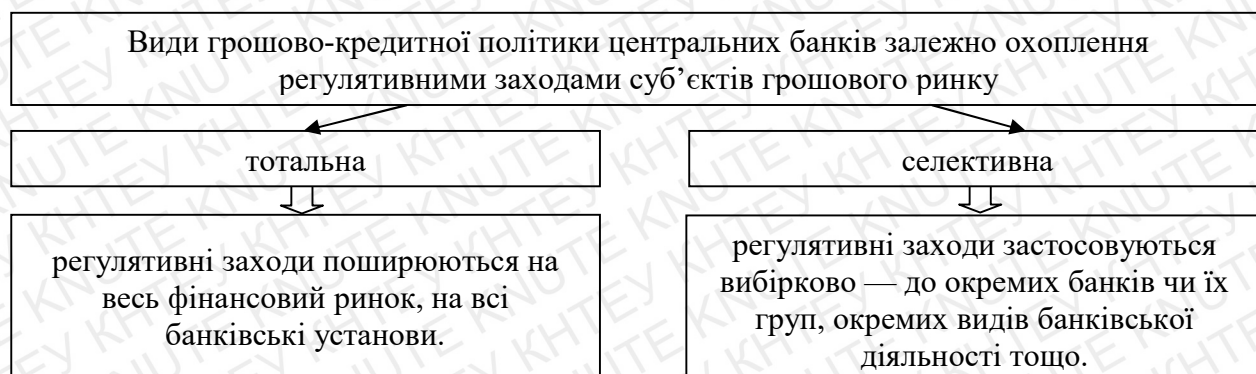 Види грошово-кредитної політики центральних банків залежно охоплення
регулятивними заходами суб’єктів грошового ринку
тотальна
селективна
регулятивні заходи поширюються на
весь фінансовий ринок, на всі
банківські установи.
регулятивні заходи застосовуються
вибірково — до окремих банків чи їх
груп, окремих видів банківської
діяльності тощо.